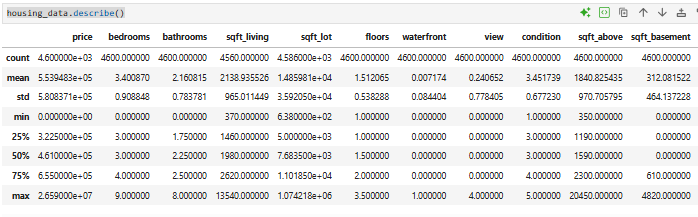 housing_data.describe()
price bedrooms bathrooms sqft_living sqft_lot floors waterfront view condition sqft_above sqft_basement
count 4.600000e+03 4600.000000 4600.000000 4560.000000 4.586000e+03 4600.000000 4600.000000 4600.000000 4600.000000 4600.000000 4600.000000
mean 5.539483e+05 3.400870 2.160815 2138.935526 1.485981e+04 1.512065 0.007174 0.240652 3.451739 1840.825435 312.081522
std 5.808371e+05 0.908848 0.783781 965.011449 3.592050e+04 0.538288 0.084404 0.778405 0.677230 970.705795 464.137228
min 0.000000e+00 0.000000 0.000000 370.000000 6.380000e+02 1.000000 0.000000 0.000000 1.000000 350.000000 0.000000
25% 3.225000e+05 3.000000 1.750000 1460.000000 5.000000e+03 1.000000 0.000000 0.000000 3.000000 1190.000000 0.000000
50% 4.610000e+05 3.000000 2.250000 1980.000000 7.683500e+03 1.500000 0.000000 0.000000 3.000000 1590.000000 0.000000
75% 6.550000e+05 4.000000 2.500000 2620.000000 1.101850e+04 2.000000 0.000000 0.000000 4.000000 2300.000000 610.000000
max 2.659000e+07 9.000000 8.000000 13540.000000 1.074218e+06 3.500000 1.000000 4.000000 5.000000 20450.000000 4820.000000